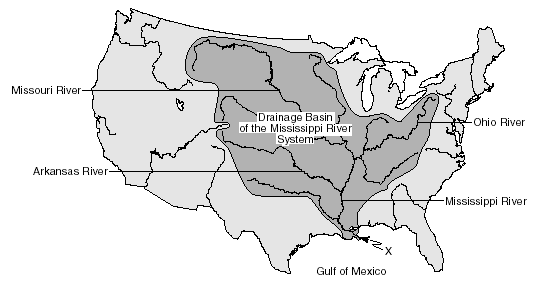 Missouri River
Drainage Basin
of the Mississippi River
System
Ohio River
Arkansas River
Mississippi River
X
Gulf of Mexico